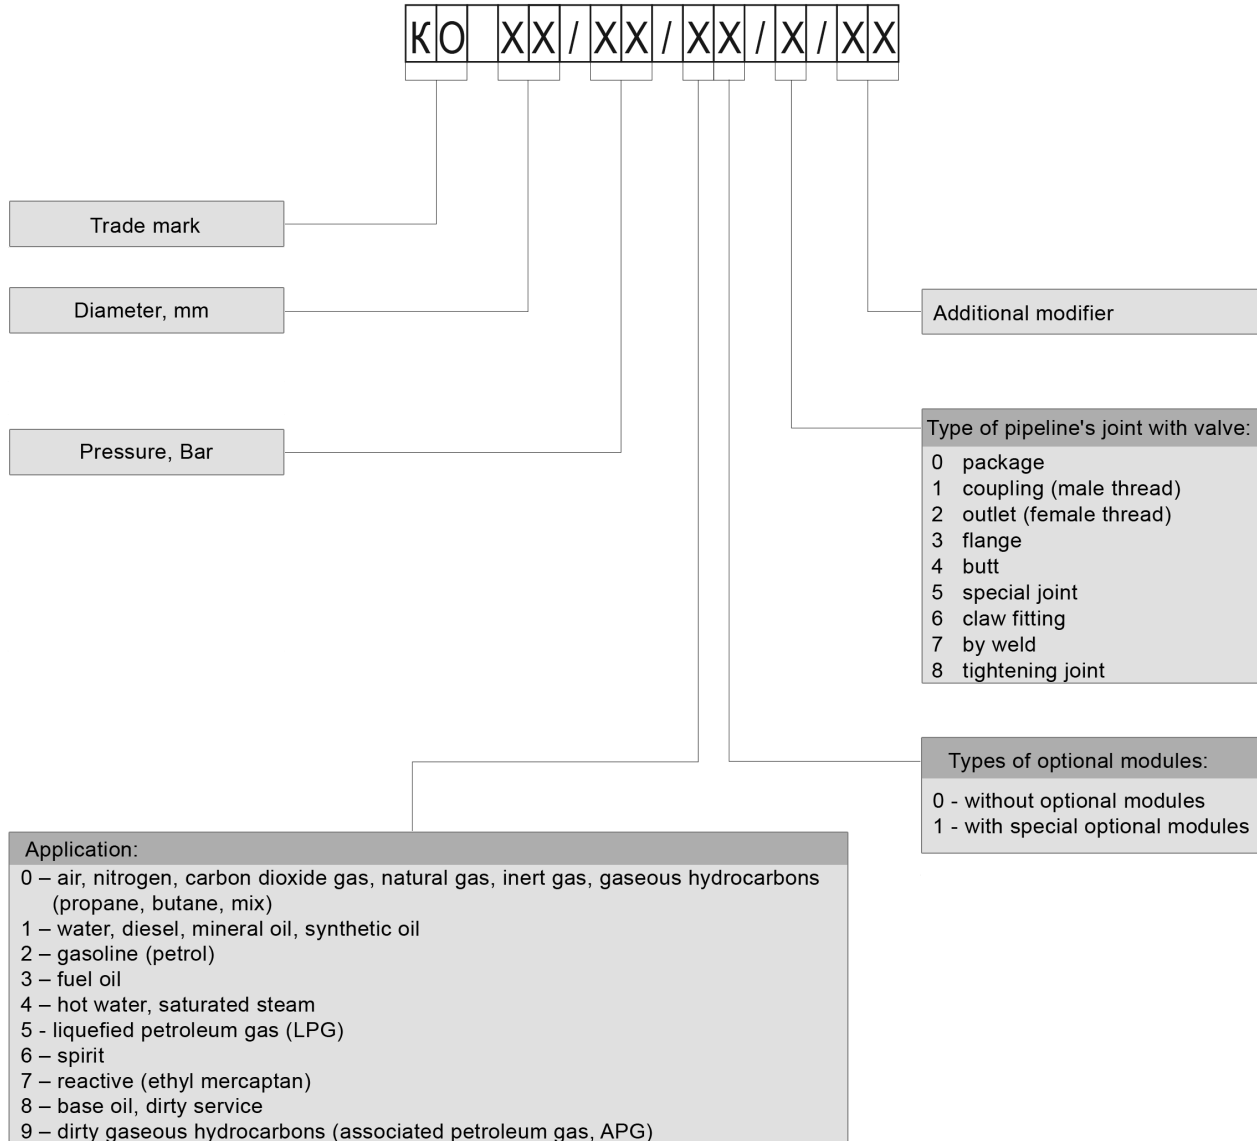 КО XX/XX/XX/X/XX
Trade mark
Diameter, mm
Additional modifier
Pressure, Bar
Type of pipeline's joint with valve:
0 package
1 coupling (male thread)
2 outlet (female thread)
3 flange
4 butt
5 special joint
6 claw fitting
7 by weld
8 tightening joint
Types of optional modules:
0 - without optional modules
1 - with special optional modules
Application:
0 – air, nitrogen, carbon dioxide gas, natural gas, inert gas, gaseous hydrocarbons
(propane, butane, mix)
1 – water, diesel, mineral oil, synthetic oil
2 – gasoline (petrol)
3 – fuel oil
4 – hot water, saturated steam
5 - liquefied petroleum gas (LPG)
6 – spirit
7 – reactive (ethyl mercaptan)
8 – base oil, dirty service
9 – dirty gaseous hydrocarbons (associated petroleum gas, APG)